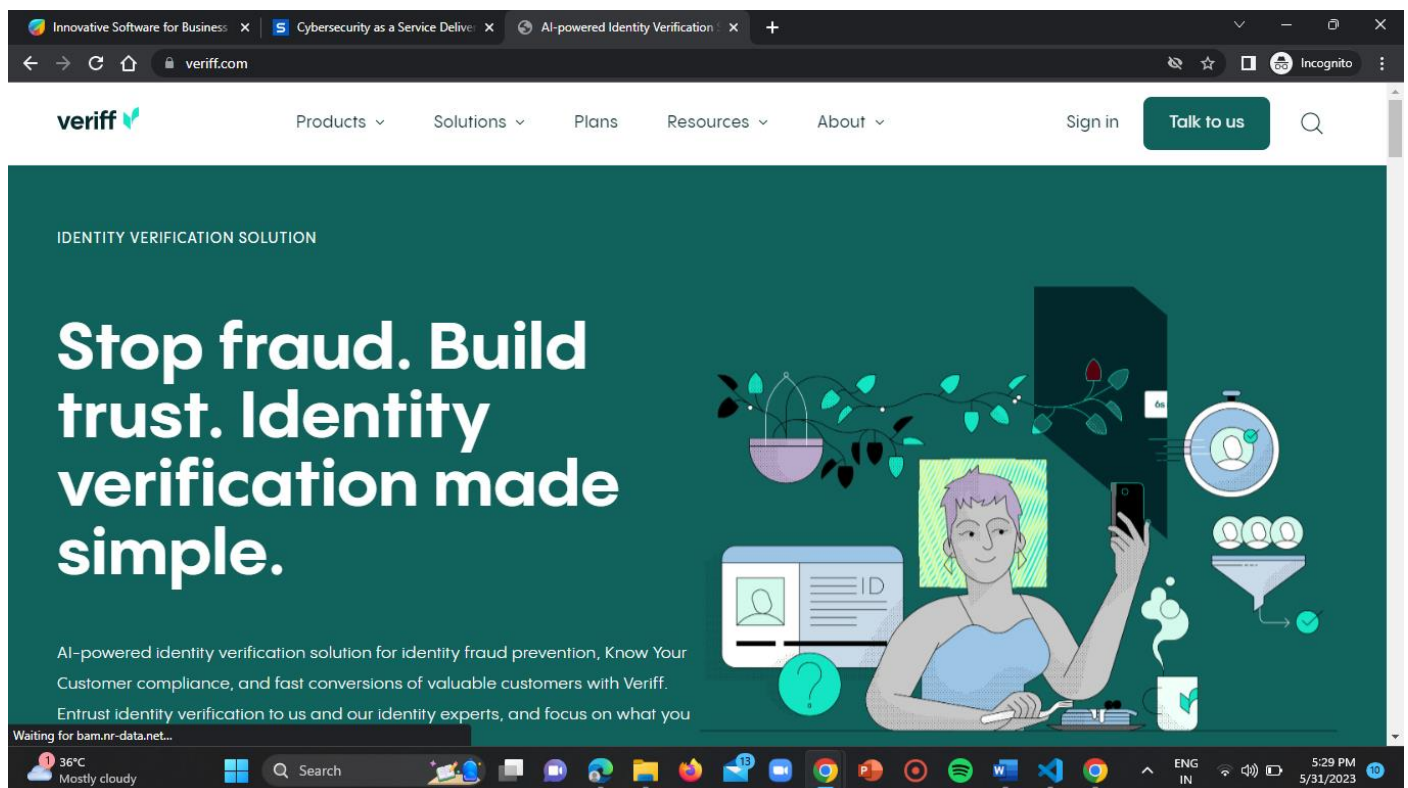 Innovative Software for Business
Cybersecurity as a Service Deliver
AI-powered Identity Verification S
veriff.com
Incognito
veriff
Products
Solutions
Plans
Resources
About
Sign in
Talk to us
IDENTITY VERIFICATION SOLUTION
Stop fraud. Build
trust. Identity
verification made
simple.
6s
ID
?
AI-powered identity verification solution for identity fraud prevention, Know Your
Customer compliance, and fast conversions of valuable customers with Veriff.
Entrust identity verification to us and our identity experts, and focus on what you
Waiting for bam.nr-data.net...
1
36°C
Mostly cloudy
Search
13
ENG
IN
5:29 PM
5/31/2023
10